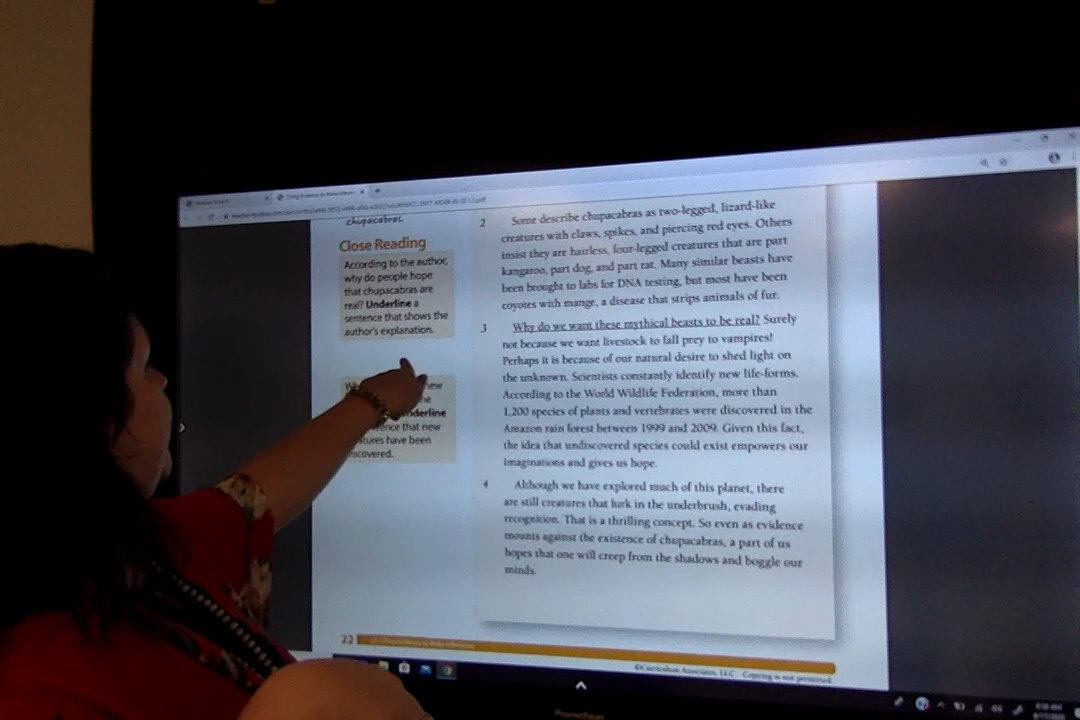 chupacabras.
Close Reading
According to the author,
why do people hope
that chupacabras are
real? Underline a
sentence that shows the
author's explanation.
new
underline
that new
have been
2 Some describe chupacabras as two-legged, lizard-like
creatures with claws, spikes, and piercing red eyes. Others
insist they are hairless, four-legged creatures that are part
kangaroo, part dog, and part rat. Many similar beasts have
been brought to labs for DNA testing, but most have been
coyotes with mange, a disease that strips animals of fur.
3 Why do we want these mythical beasts to be real? Surely
not because we want livestock to fall prey to vampires!
Perhaps it is because of our natural desire to shed light on
the unknown. Scientists constantly identify new life-forms.
According to the World Wildlife Federation, more than
1,200 species of plants and vertebrates were discovered in the
Amazon rain forest between 1999 and 2009. Given this fact,
the idea that undiscovered species could exist empowers our
imaginations and gives us hope.
4 Although we have explored much of this planet, there
are still creatures that lurk in the underbrush, evading
recognition. That is a thrilling concept. So even as evidence
mounts against the existence of chupacabras, a part of us
hopes that one will creep from the shadows and boggle our
minds.
22
©Curriculum Associates, LLC Copying is not permitted.
Promethean